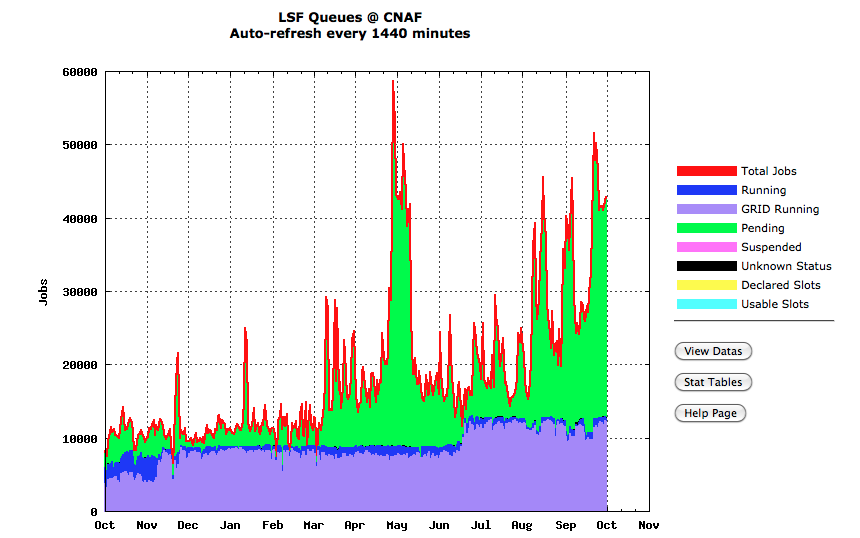 LSF Queues @ CNAF
Auto-refresh every 1440 minutes
60000
50000
40000
30000
20000
10000
0
Jobs
Oct Nov Dec Jan Feb Mar Apr May Jun Jul Aug Sep Oct Nov
Total Jobs
Running
GRID Running
Pending
Suspended
Unknown Status
Declared Slots
Usable Slots
View Datas
Stat Tables
Help Page